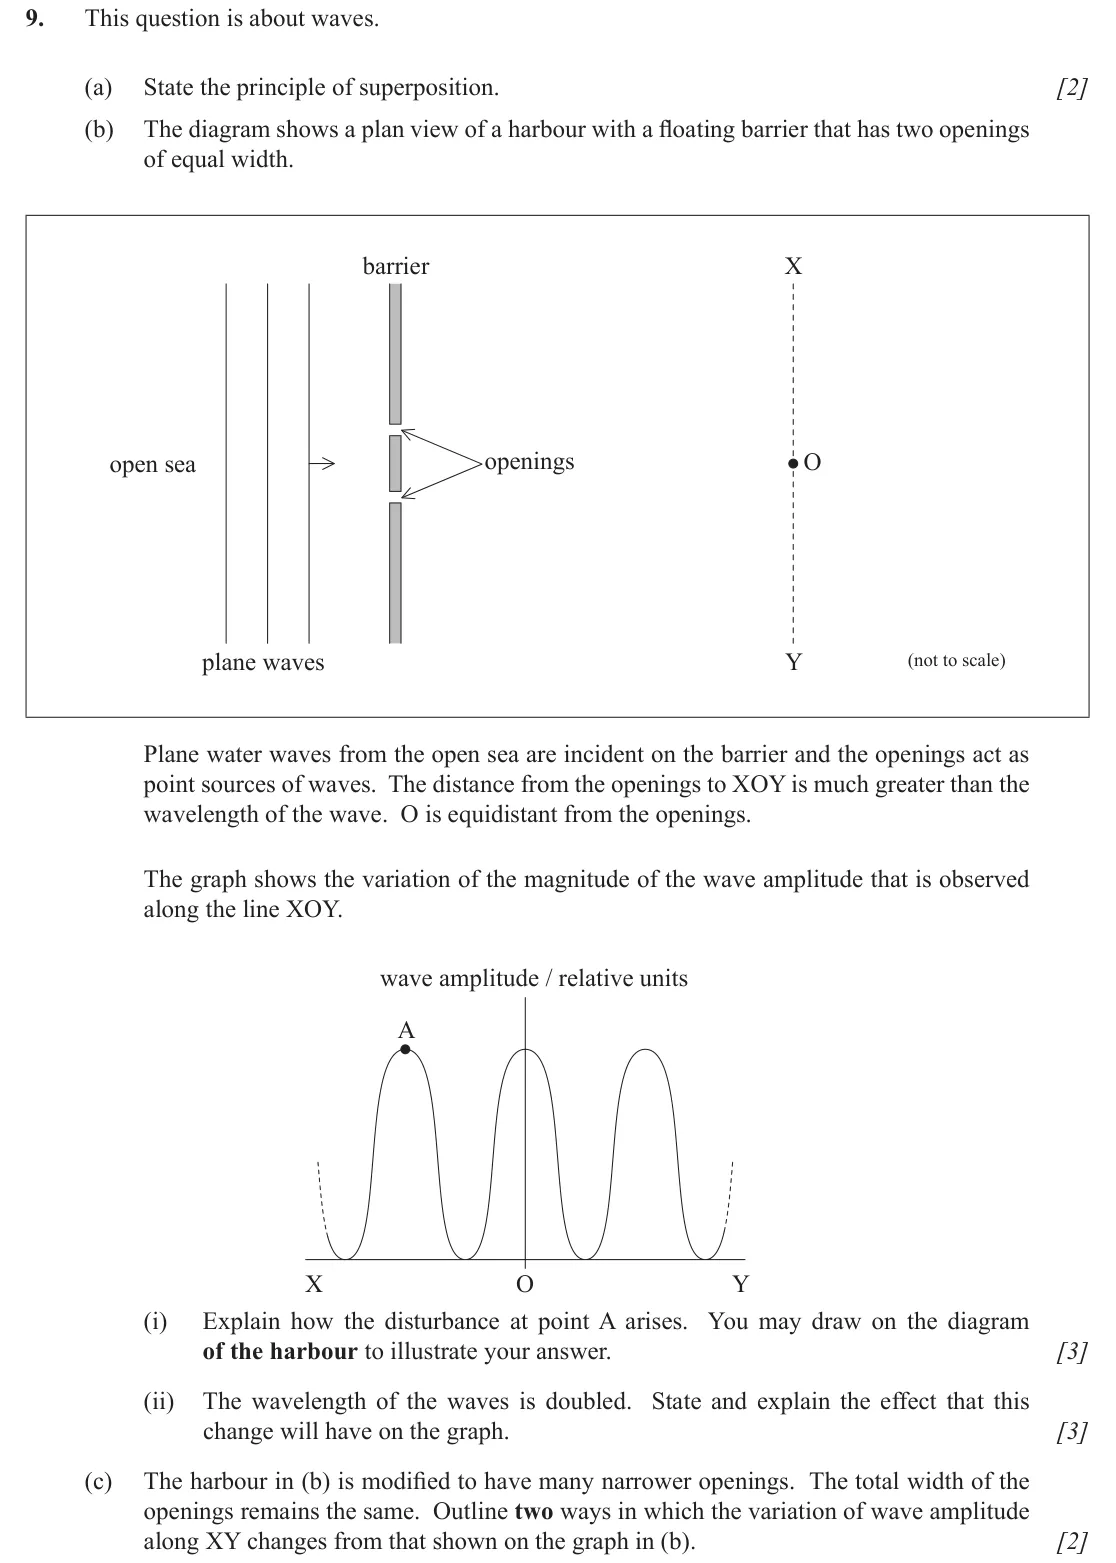 9. This question is about waves.
(a) State the principle of superposition. [2]
(b) The diagram shows a plan view of a harbour with a floating barrier that has two openings
of equal width.
barrier
X
open sea
openings
O
plane waves
Y
(not to scale)
Plane water waves from the open sea are incident on the barrier and the openings act as
point sources of waves. The distance from the openings to XOY is much greater than the
wavelength of the wave. O is equidistant from the openings.
The graph shows the variation of the magnitude of the wave amplitude that is observed
along the line XOY.
wave amplitude / relative units
A
X
O
Y
(i) Explain how the disturbance at point A arises. You may draw on the diagram
of the harbour to illustrate your answer. [3]
(ii) The wavelength of the waves is doubled. State and explain the effect that this
change will have on the graph. [3]
(c) The harbour in (b) is modified to have many narrower openings. The total width of the
openings remains the same. Outline two ways in which the variation of wave amplitude
along XY changes from that shown on the graph in (b). [2]